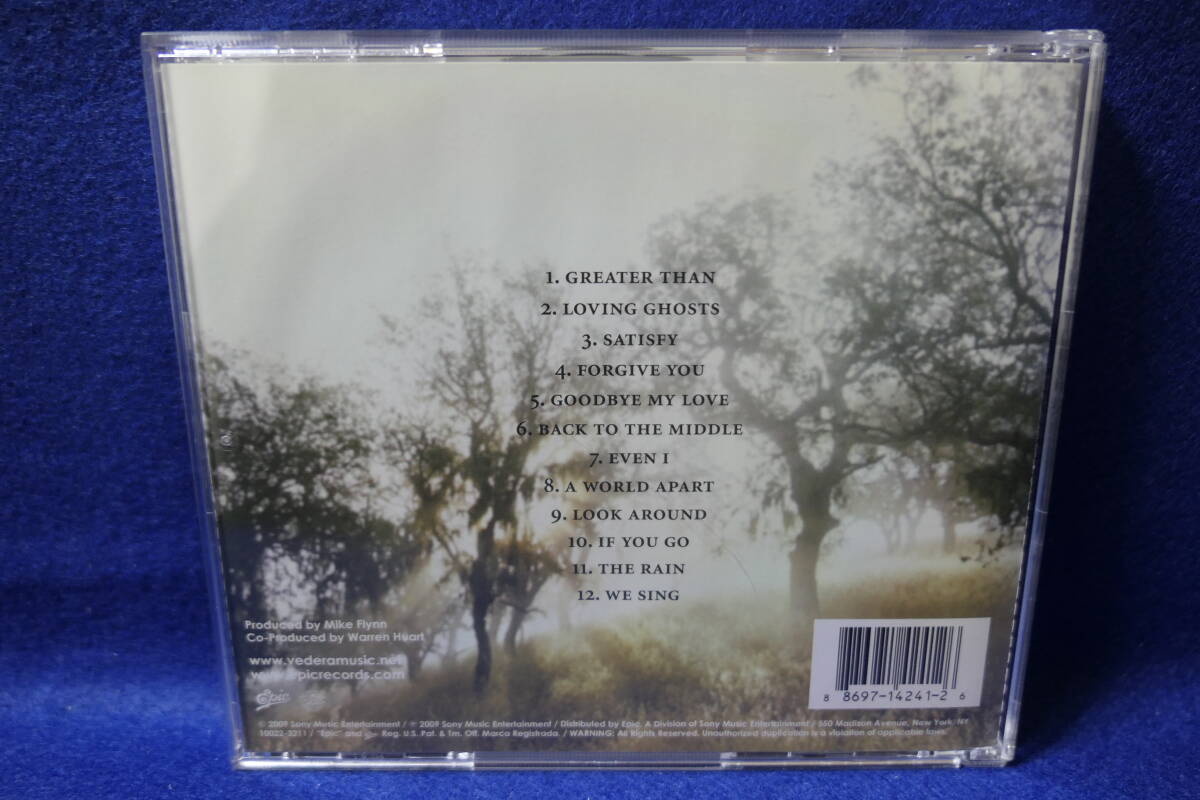 1. GREATER THAN
2. LOVING GHOSTS
3. SATISFY
4. FORGIVE YOU
5. GOODBYE MY LOVE
6. BACK TO THE MIDDLE
7. EVEN I
8. A WORLD APART
9. LOOK AROUND
10. IF YOU GO
11. THE RAIN
12. WE SING
Produced by Mike Flynn
Co-Produced by Warren Huart
www.vederamusic.net
www.epicrecords.com
Epic
8 8697-14241-2 6
© 2009 Sony Music Entertainment / ℗ 2009 Sony Music Entertainment / Distributed by Epic, A Division of Sony Music Entertainment / 550 Madison Avenue, New York, NY
10022-3211 / "Epic" and Reg. U.S. Pat. & Tm. Off. Marca Registrada. / WARNING: All Rights Reserved. Unauthorized duplication is a violation of applicable laws.